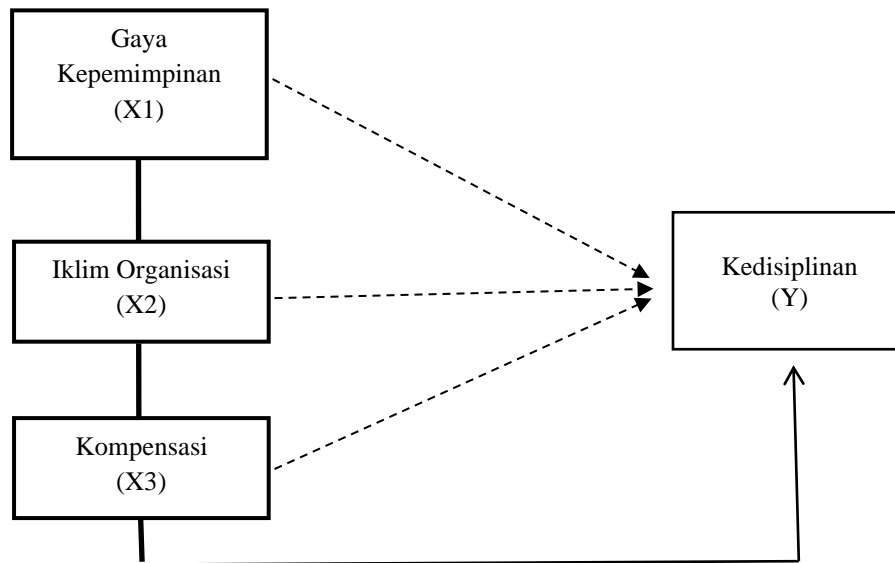 Gaya
Kepemimpinan
(X1)
Iklim Organisasi
(X2)
Kompensasi
(X3)
Kedisiplinan
(Y)